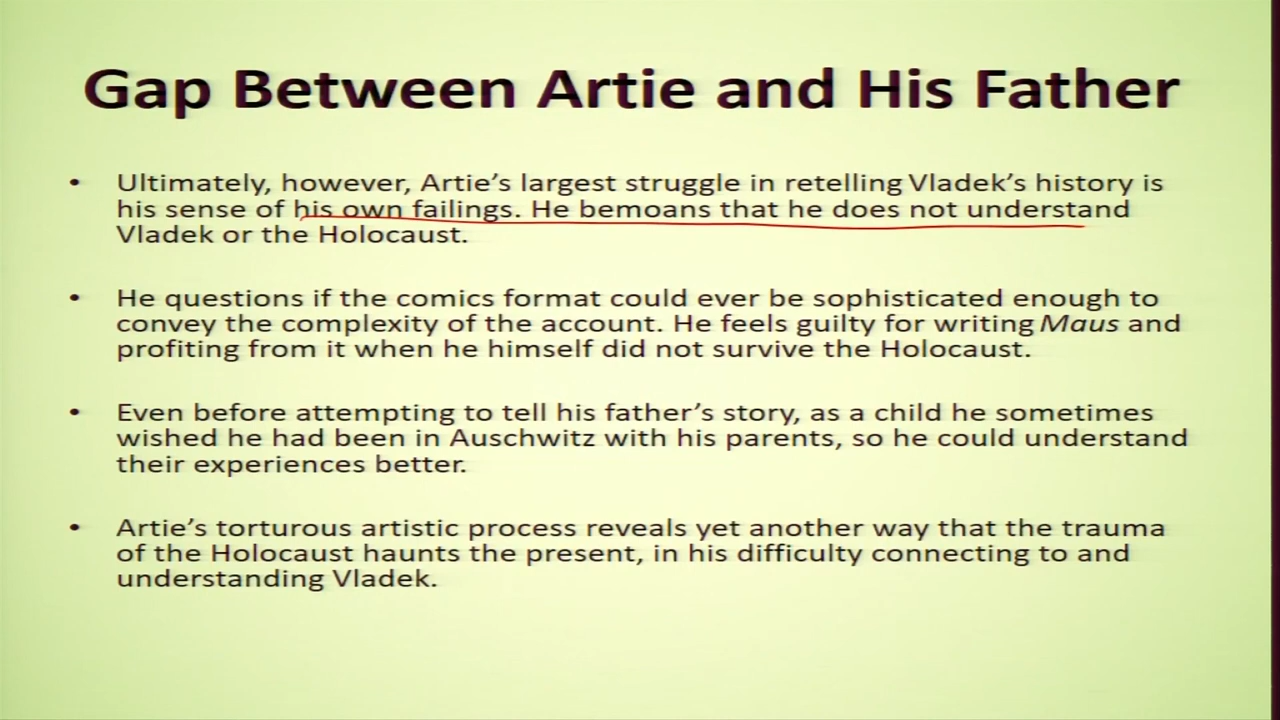 Gap Between Artie and His Father
• Ultimately, however, Artie's largest struggle in retelling Vladek's history is
his sense of his own failings. He bemoans that he does not understand
Vladek or the Holocaust.
• He questions if the comics format could ever be sophisticated enough to
convey the complexity of the account. He feels guilty for writing Maus and
profiting from it when he himself did not survive the Holocaust.
• Even before attempting to tell his father's story, as a child he sometimes
wished he had been in Auschwitz with his parents, so he could understand
their experiences better.
• Artie's torturous artistic process reveals yet another way that the trauma
of the Holocaust haunts the present, in his difficulty connecting to and
understanding Vladek.